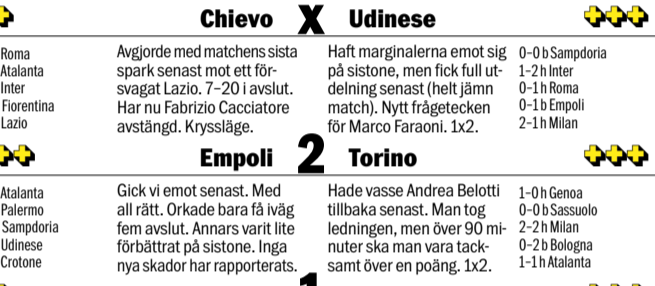 Chievo X Udinese
Roma
Atalanta
Inter
Fiorentina
Lazio
Avgjorde med matchens sista
spark senast mot ett för-
svagat Lazio. 7–20 i avslut.
Har nu Fabrizio Cacciatore
avstängd. Kryssläge.
Haft marginalerna emot sig
på sistone, men fick full ut-
delning senast (helt jämn
match). Nytt frågetecken
för Marco Faraoni. 1x2.
0–0 b Sampdoria
1–2 h Inter
0–1 h Roma
0–1 b Empoli
2–1 h Milan
Empoli 2 Torino
Atalanta
Palermo
Sampdoria
Udinese
Crotone
Gick vi emot senast. Med
all rätt. Orkade bara få iväg
fem avslut. Annars varit lite
förbättrat på sistone. Inga
nya skador har rapporterats.
Hade vasse Andrea Belotti
tillbaka senast. Man tog
ledningen, men över 90 mi-
nuter ska man vara tack-
samt över en poäng. 1x2.
1–0 h Genoa
0–0 b Sassuolo
2–2 h Milan
0–2 b Bologna
1–1 h Atalanta